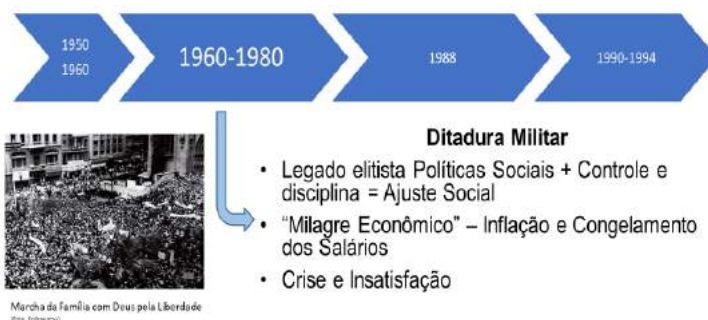 1950
1960
1960-1980
1988
1990-1994
Ditadura Militar
• Legado elitista Políticas Sociais + Controle e
disciplina = Ajuste Social
• “Milagre Econômico” – Inflação e Congelamento
dos Salários
• Crise e Insatisfação
Marcha da Família com Deus pela Liberdade